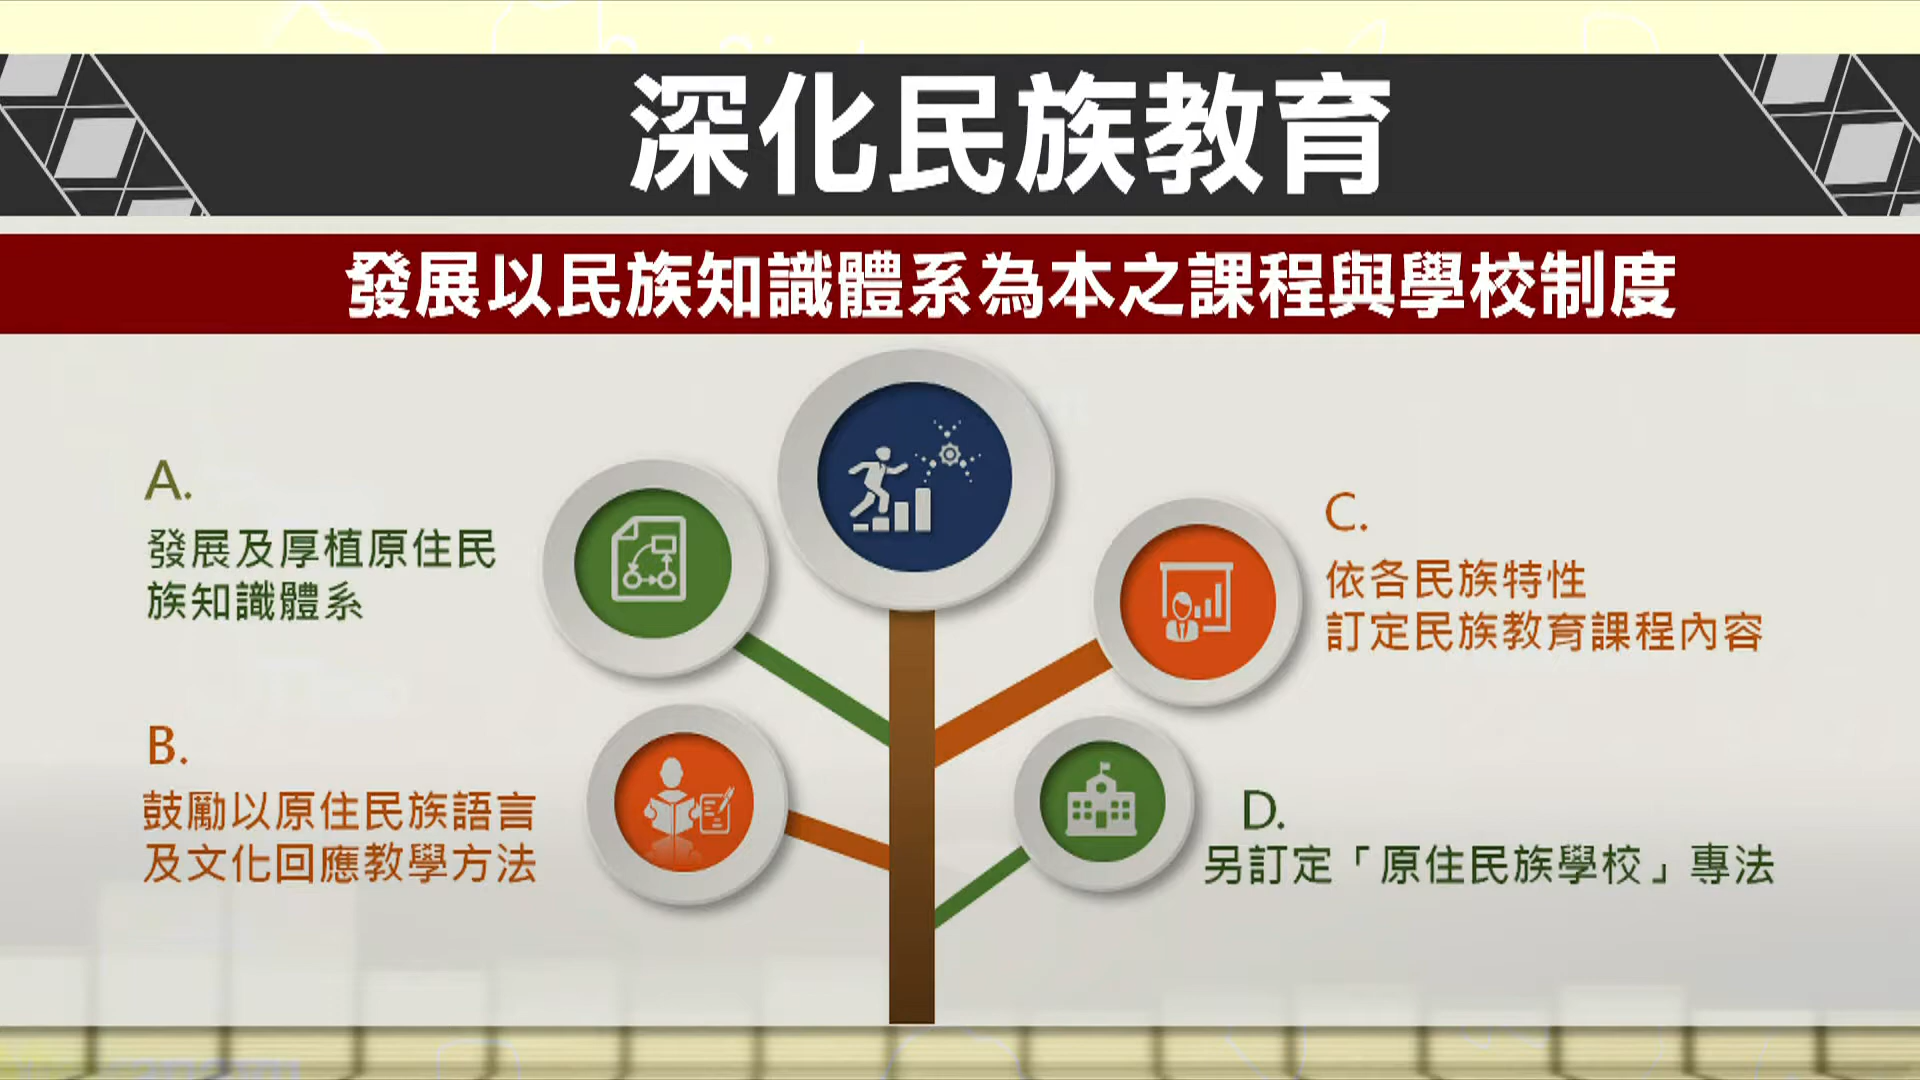 深化民族教育
發展以民族知識體系為本之課程與學校制度
A.
發展及厚植原住民
族知識體系
B.
鼓勵以原住民族語言
及文化回應教學方法
C.
依各民族特性
訂定民族教育課程內容
D.
另訂定「原住民族學校」專法